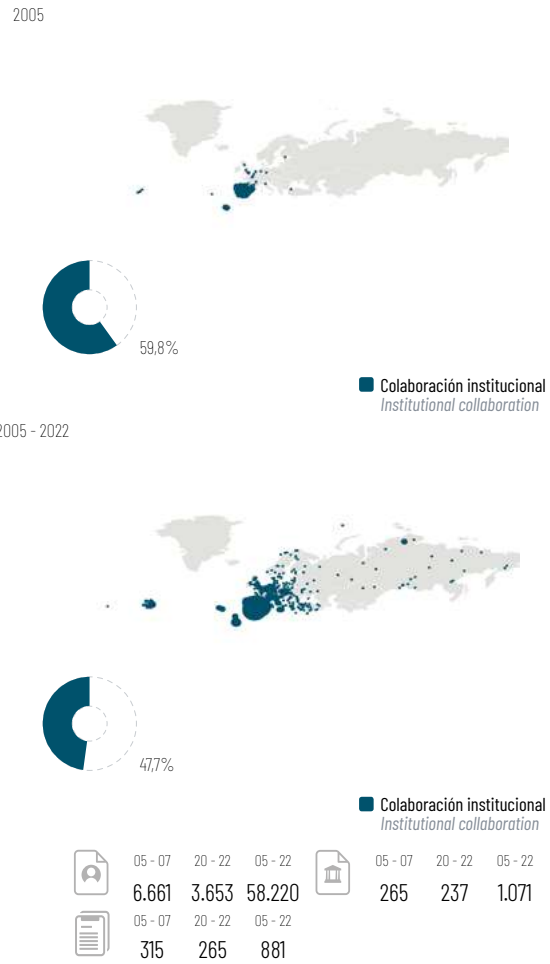 2005
59,8%
Colaboración institucional
Institutional collaboration
2005 - 2022
47,7%
Colaboración institucional
Institutional collaboration
05 - 07 20 - 22 05 - 22 05 - 07 20 - 22 05 - 22
6.661 3.653 58.220 265 237 1.071
05 - 07 20 - 22 05 - 22
315 265 881